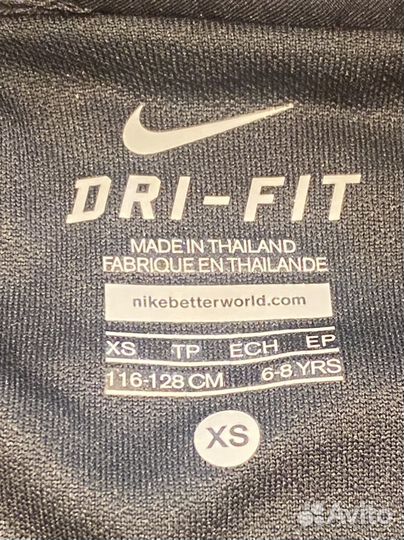 DRI-FIT
MADE IN THAILAND
FABRIQUE EN THAILANDE
nikebetterworld.com
XS TP ECH EP
116-128 CM 6-8 YRS
XS
Avito